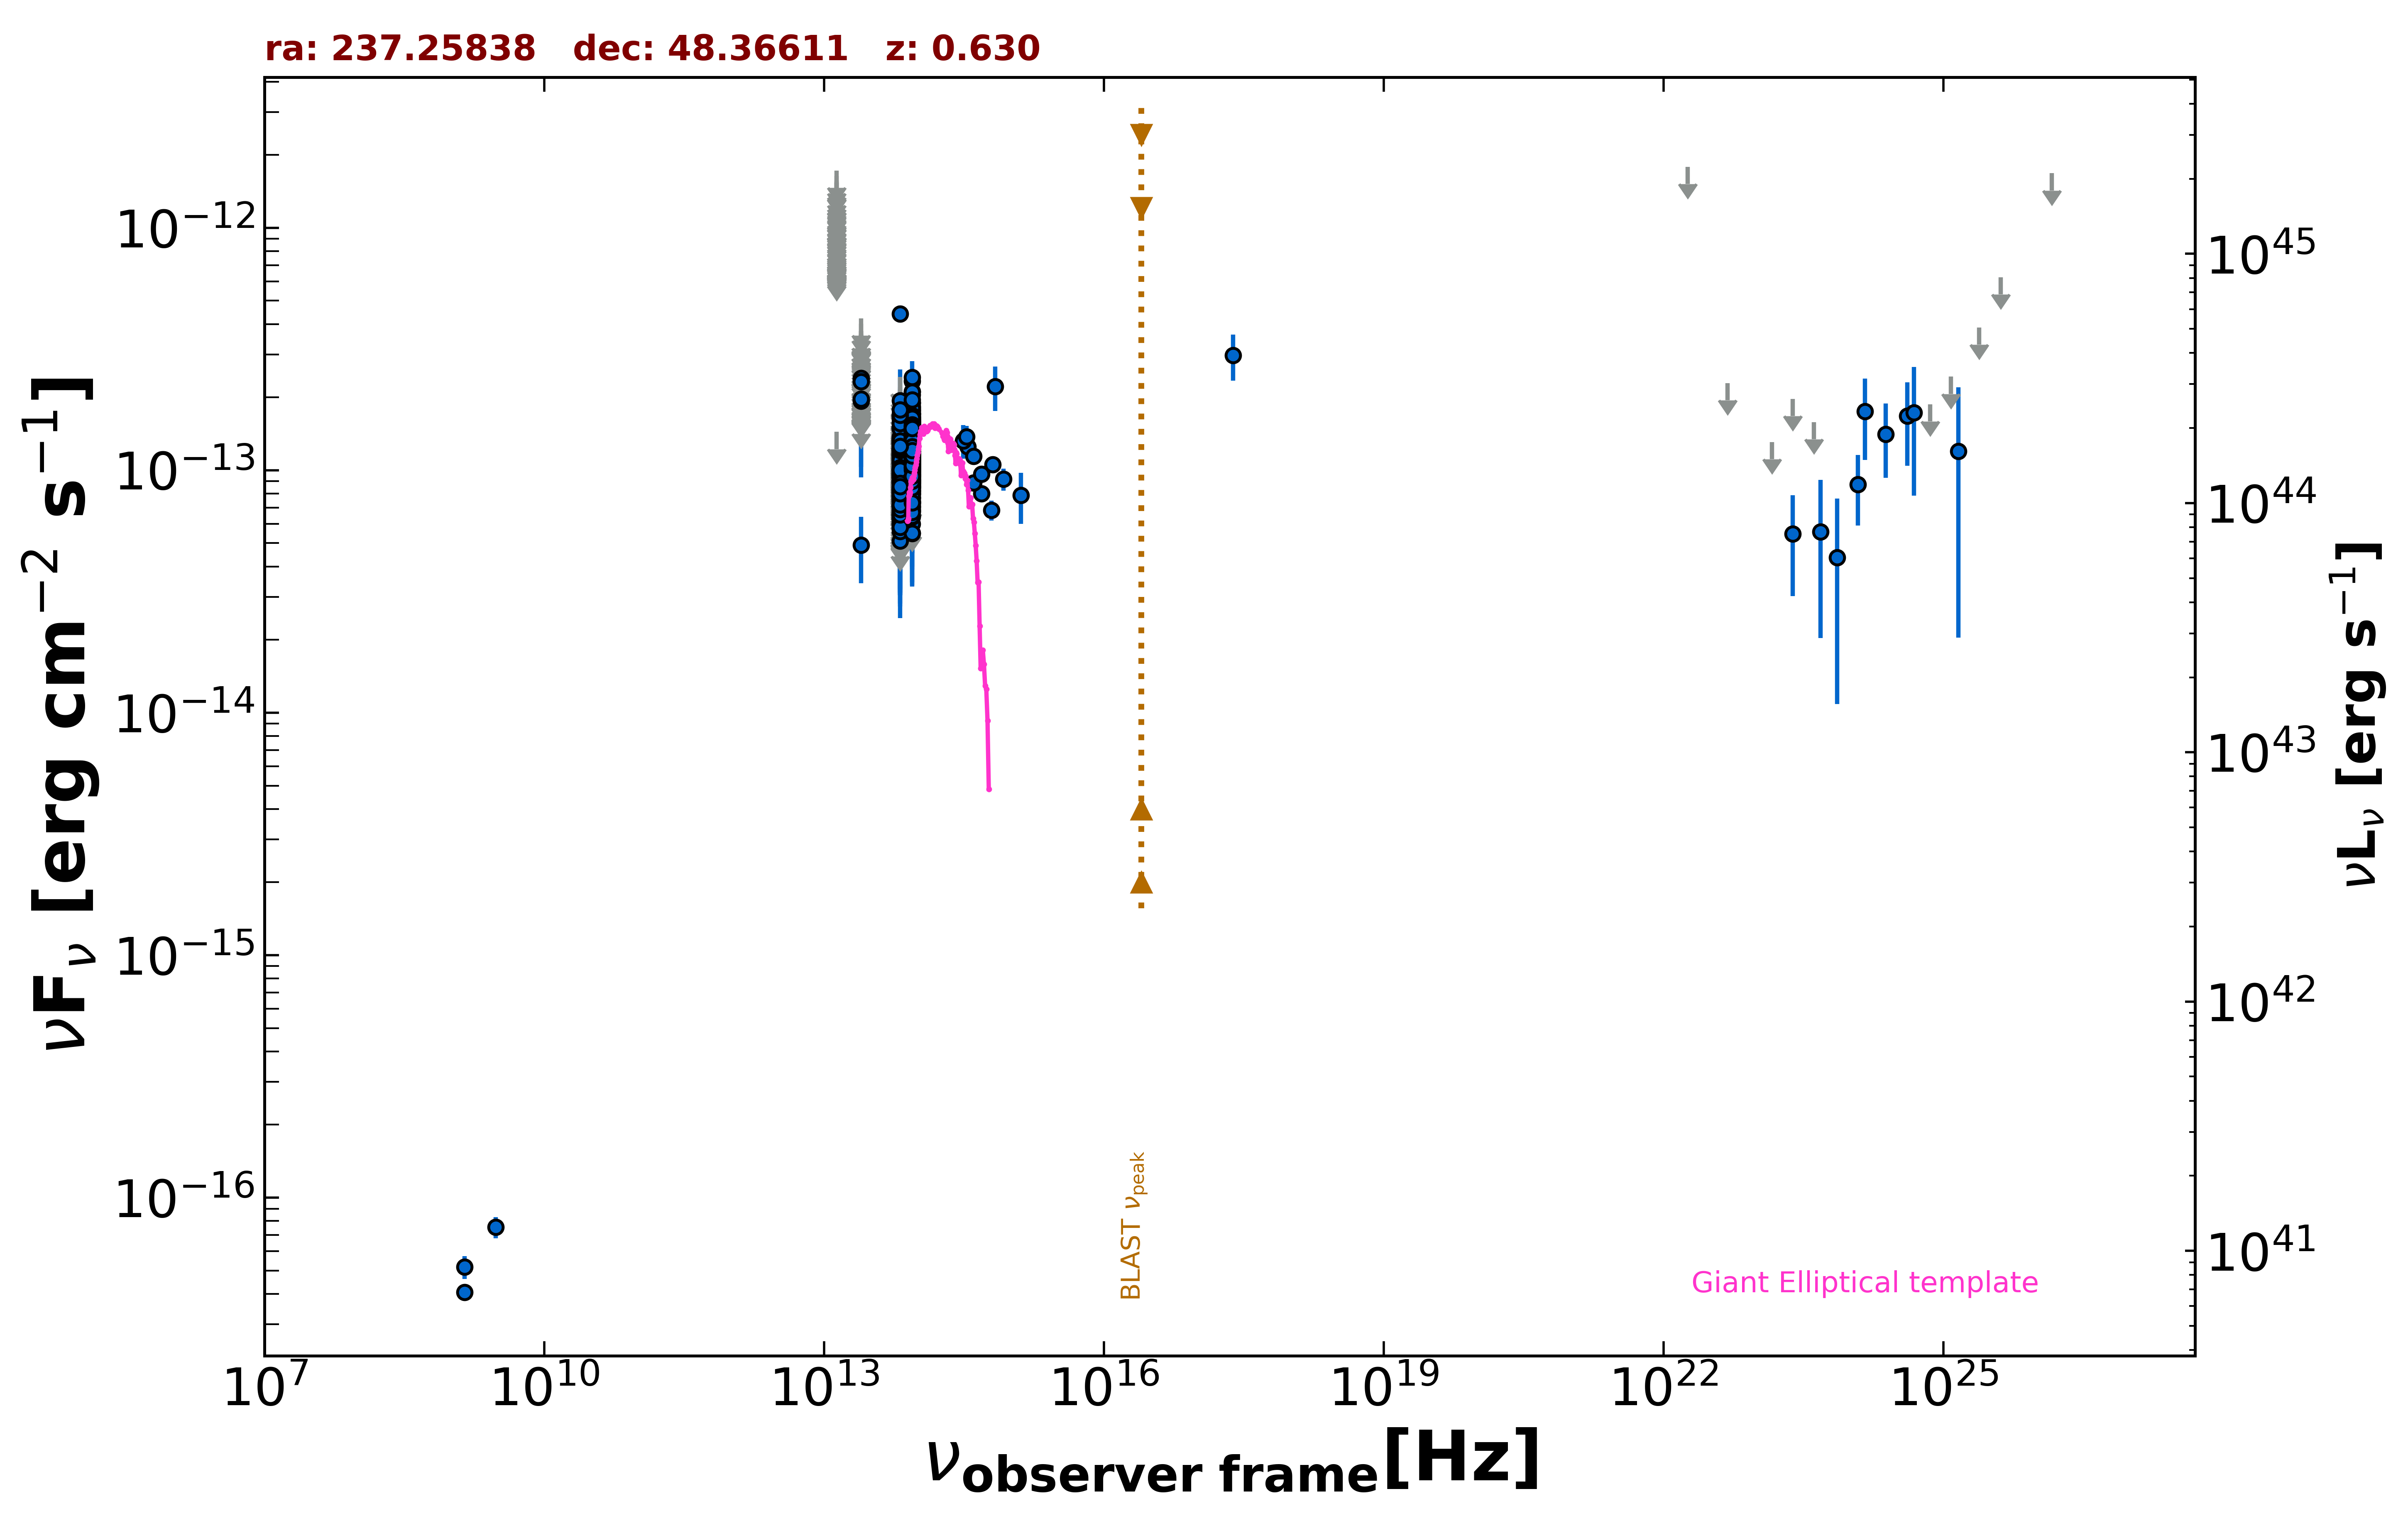 ra: 237.25838   dec: 48.36611   z: 0.630
νFν [erg cm⁻² s⁻¹]
10⁻¹²
10⁻¹³
10⁻¹⁴
10⁻¹⁵
10⁻¹⁶
10⁴⁵
10⁴⁴
10⁴³
10⁴²
10⁴¹
νLν [erg s⁻¹]
BLAST νpeak
Giant Elliptical template
10⁷ 10¹⁰ 10¹³ 10¹⁶ 10¹⁹ 10²² 10²⁵
νobserver frame[Hz]